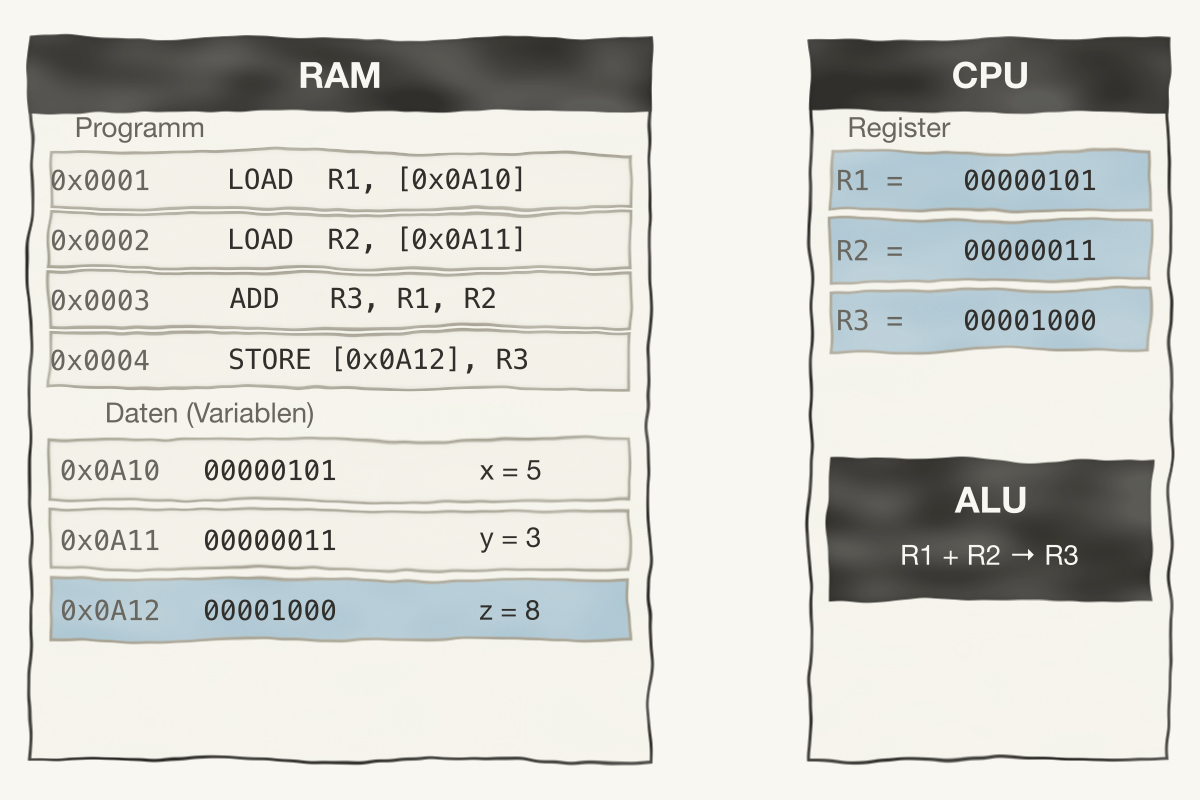 RAM
Programm
0x0001 LOAD R1, [0x0A10]
0x0002 LOAD R2, [0x0A11]
0x0003 ADD R3, R1, R2
0x0004 STORE [0x0A12], R3
Daten (Variablen)
0x0A10 00000101 x = 5
0x0A11 00000011 y = 3
0x0A12 00001000 z = 8
CPU
Register
R1 = 00000101
R2 = 00000011
R3 = 00001000
ALU
R1 + R2 → R3